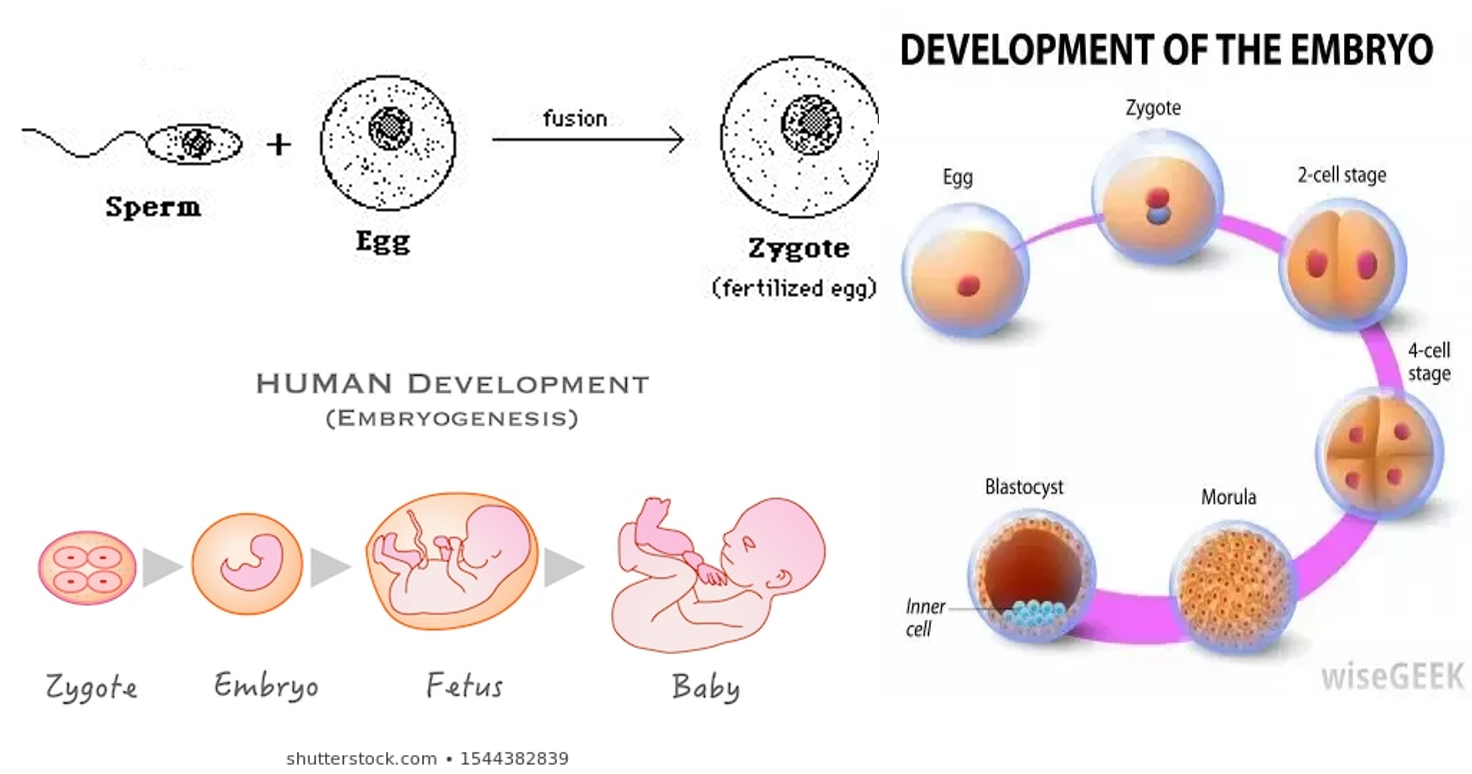 fusion
+
Sperm
Egg
Zygote
(fertilized egg)
HUMAN DEVELOPMENT
(EMBRYOGENESIS)
Zygote
Embryo
Fetus
Baby
shutterstock.com • 1544382839
DEVELOPMENT OF THE EMBRYO
Zygote
Egg
2-cell stage
4-cell
stage
Morula
Blastocyst
Inner
cell
wiseGEEK